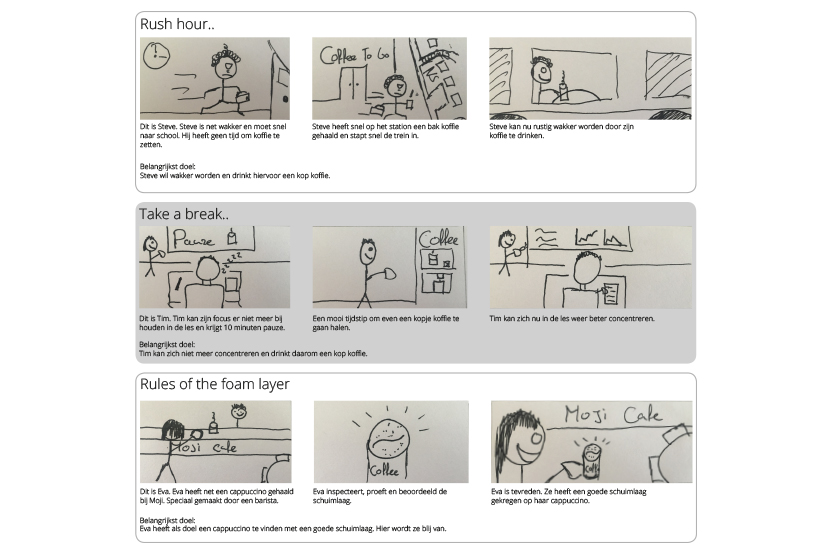 Rush hour..
Coffee To Go
Dit is Steve. Steve is net wakker en moet snel
naar school. Hij heeft geen tijd om koffie te
zetten.
Steve heeft snel op het station een bak koffie
gehaald en stapt snel de trein in.
Steve kan nu rustig wakker worden door zijn
koffie te drinken.
Belangrijkst doel:
Steve wil wakker worden en drinkt hiervoor een kop koffie.
Take a break..
Pauze
zzzz
Coffee
Dit is Tim. Tim kan zijn focus er niet meer bij
houden in de les en krijgt 10 minuten pauze.
Een mooi tijdstip om even een kopje koffie te
gaan halen.
Tim kan zich nu in de les weer beter concentreren.
Belangrijkst doel:
Tim kan zich niet meer concentreren en drinkt daarom een kop koffie.
Rules of the foam layer
Moji cafe
Coffee
Moji Cafe
Coffee
Dit is Eva. Eva heeft net een cappuccino gehaald
bij Moji. Speciaal gemaakt door een barista.
Eva inspecteert, proeft en beoordeeld de
schuimlaag.
Eva is tevreden. Ze heeft een goede schuimlaag
gekregen op haar cappuccino.
Belangrijkst doel:
Eva heeft als doel een cappuccino te vinden met een goede schuimlaag. Hier wordt ze blij van.